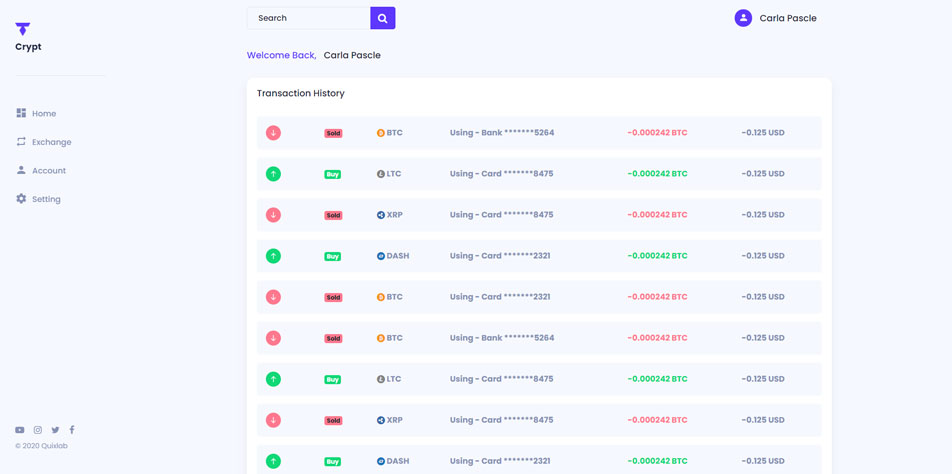 Crypt
Home
Exchange
Account
Setting
© 2020 Quixlab
Search
Carla Pascle
Welcome Back, Carla Pascle
Transaction History
Sold BTC Using - Bank *******5264 -0.000242 BTC -0.125 USD
Buy LTC Using - Card *******8475 -0.000242 BTC -0.125 USD
Sold XRP Using - Card *******8475 -0.000242 BTC -0.125 USD
Buy DASH Using - Card *******2321 -0.000242 BTC -0.125 USD
Sold BTC Using - Card *******2321 -0.000242 BTC -0.125 USD
Sold BTC Using - Bank *******5264 -0.000242 BTC -0.125 USD
Buy LTC Using - Card *******8475 -0.000242 BTC -0.125 USD
Sold XRP Using - Card *******8475 -0.000242 BTC -0.125 USD
Buy DASH Using - Card *******2321 -0.000242 BTC -0.125 USD